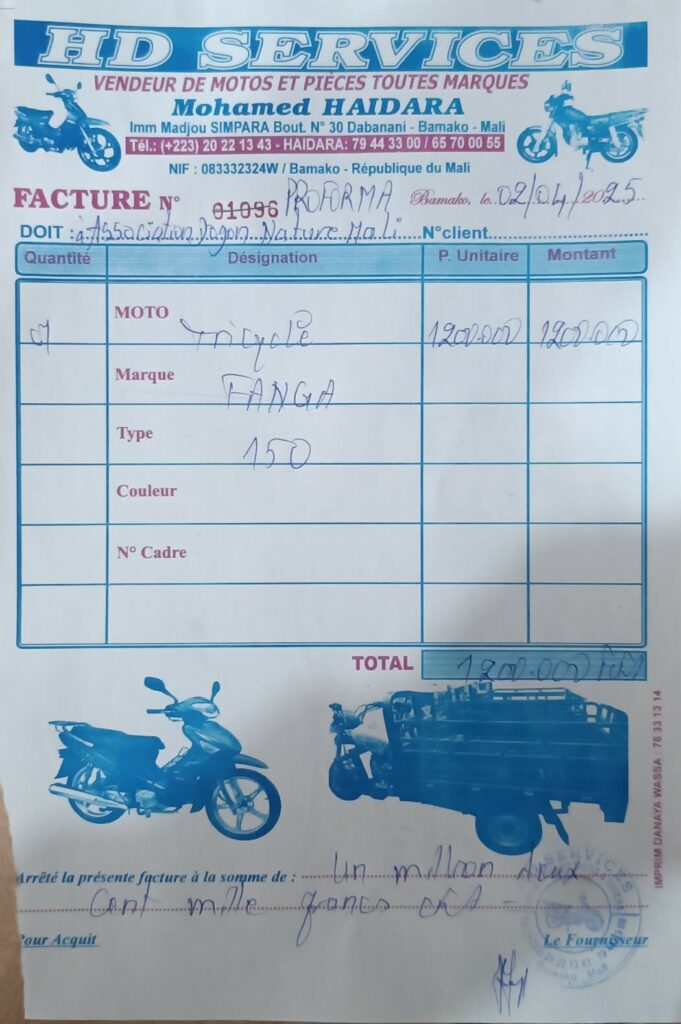 HD SERVICES
VENDEUR DE MOTOS ET PIÈCES TOUTES MARQUES
Mohamed HAIDARA
Imm Madjou SIMPARA Bout. N° 30 Dabanani - Bamako - Mali
Tél.: (+223) 20 22 13 43 - HAIDARA: 79 44 33 00 / 65 70 00 55
NIF : 083332324W / Bamako - République du Mali
FACTURE N° 01096 PROFORMA Bamako, le 02/04/2025
DOIT : à Association Dogon Nature Mali N°client
Quantité Désignation P. Unitaire Montant
01 MOTO Tricycle 1200.000 1200.000
Marque FANGA
Type 150
Couleur
N° Cadre
TOTAL 1200.000
IMPRIM DANAYA WASSA : 76 33 13 14
Arrêté la présente facture à la somme de : Un million deux
Cent mille francs CFA -
Pour Acquit Le Fournisseur